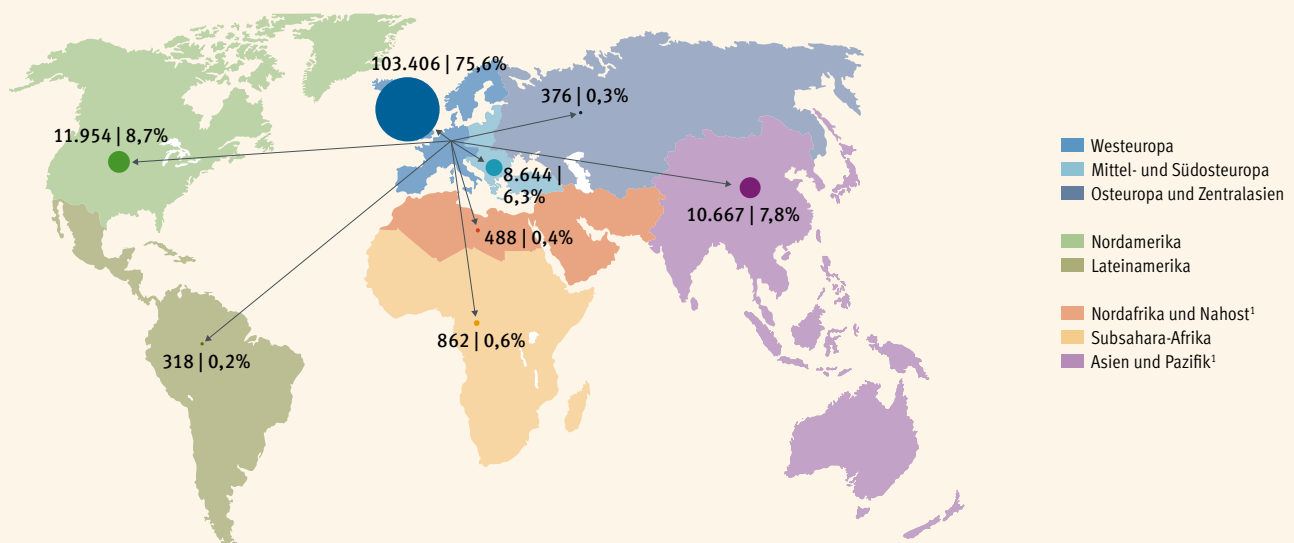 103.406 | 75,6%
376 | 0,3%
11.954 | 8,7%
8.644 |
6,3%
10.667 | 7,8%
488 | 0,4%
862 | 0,6%
318 | 0,2%
Westeuropa
Mittel- und Südosteuropa
Osteuropa und Zentralasien
Nordamerika
Lateinamerika
Nordafrika und Nahost¹
Subsahara-Afrika
Asien und Pazifik¹